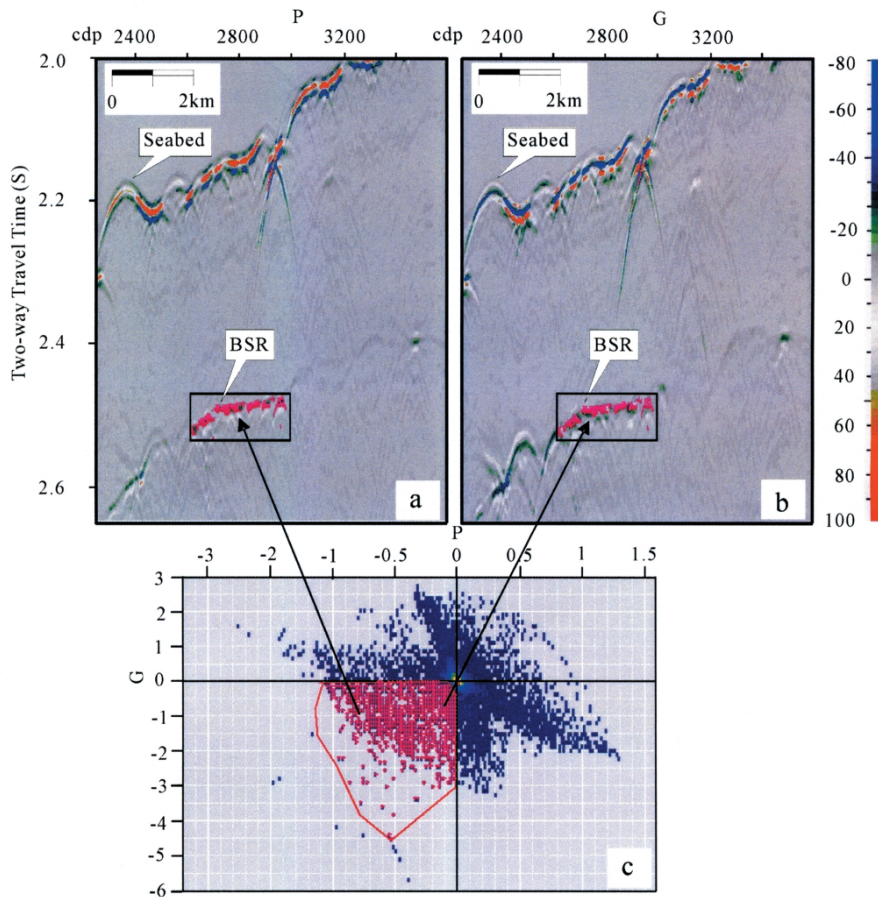 P G
cdp 2400 2800 3200 cdp 2400 2800 3200
2.0
2.2
2.4
2.6
Two-way Travel Time (S)
0 2km
Seabed
BSR
a
0 2km
Seabed
BSR
b
-80
-60
-40
-20
0
20
40
60
80
100
P
-3 -2 -1 -0.5 0 0.5 1 1.5
3
2
1
0
-1
-2
-3
-4
-5
-6
G
c